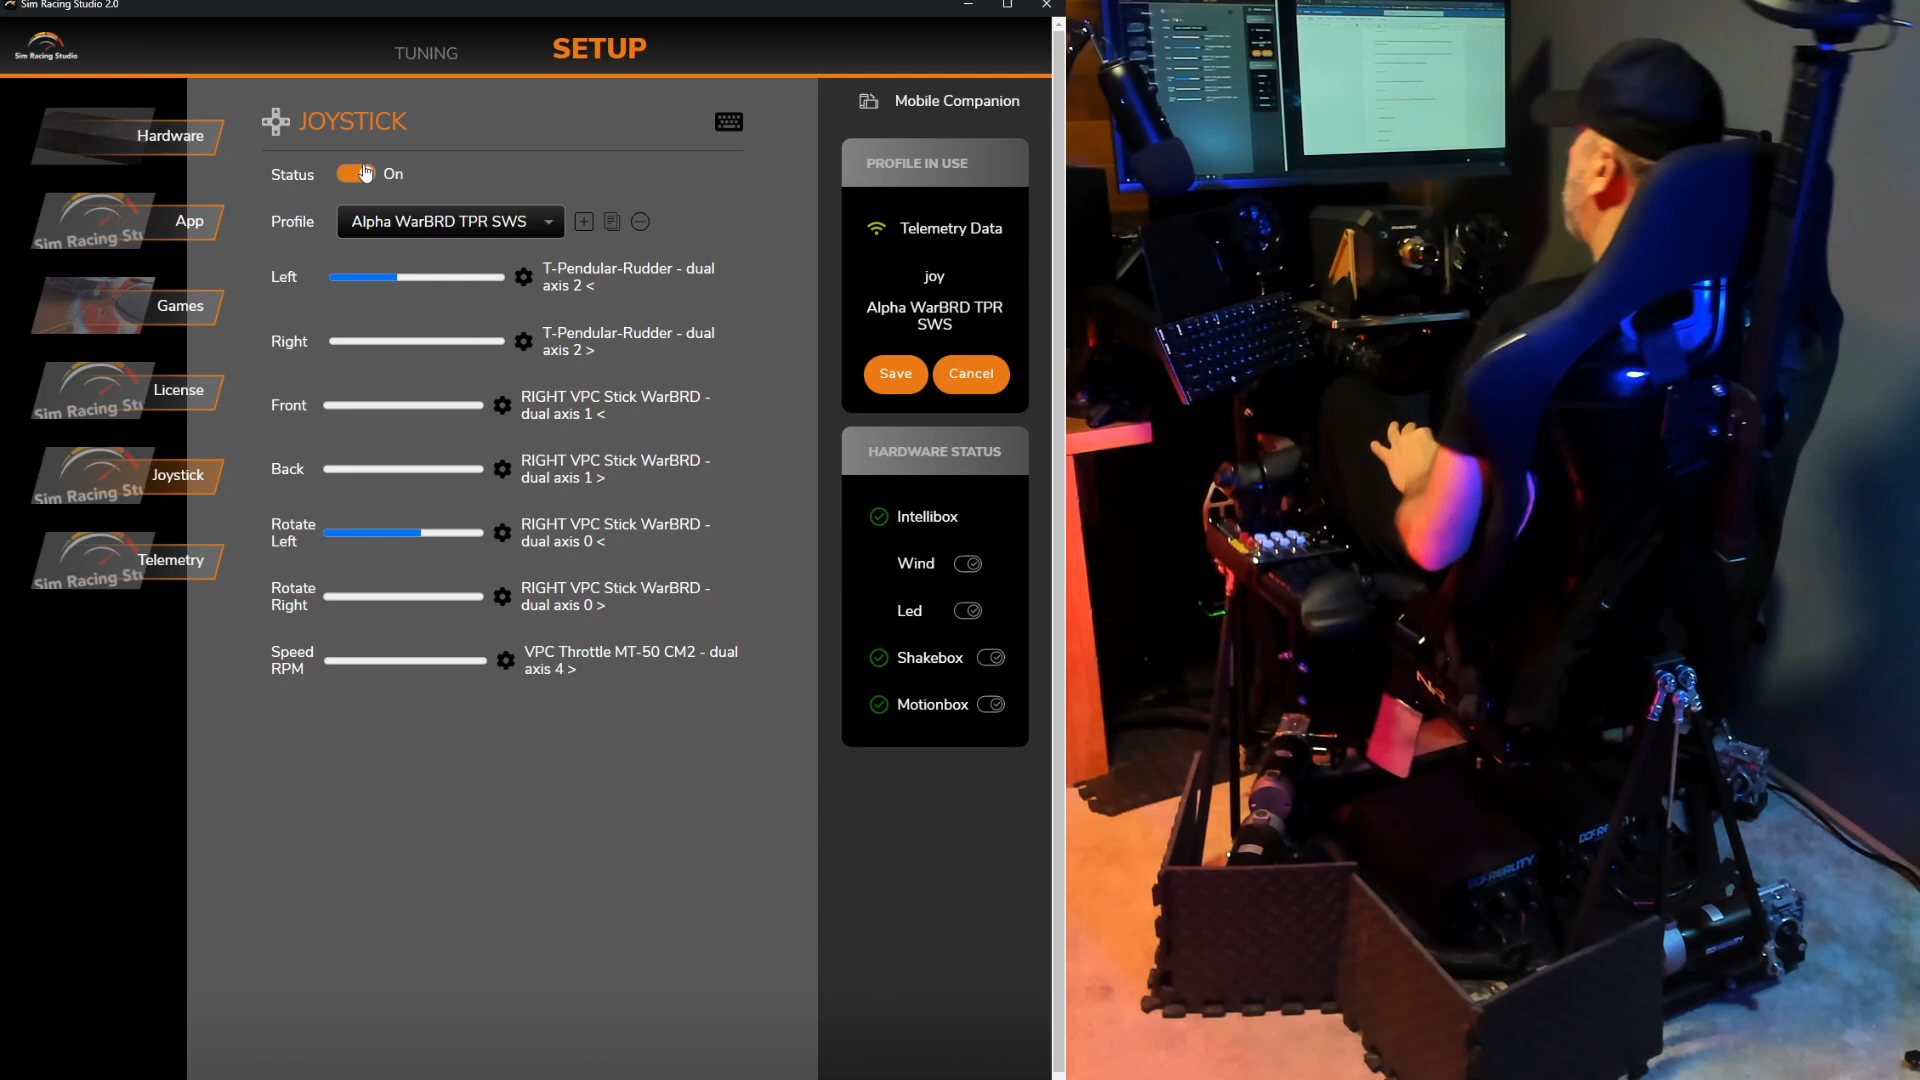 Sim Racing Studio 2.0
Sim Racing Studio
TUNING
SETUP
Hardware
App
Games
License
Joystick
Telemetry
JOYSTICK
Status
On
Profile
Alpha WarBRD TPR SWS
Left
T-Pendular-Rudder - dual
axis 2 <
Right
T-Pendular-Rudder - dual
axis 2 >
Front
RIGHT VPC Stick WarBRD -
dual axis 1 <
Back
RIGHT VPC Stick WarBRD -
dual axis 1 >
Rotate
Left
RIGHT VPC Stick WarBRD -
dual axis 0 <
Rotate
Right
RIGHT VPC Stick WarBRD -
dual axis 0 >
Speed
RPM
VPC Throttle MT-50 CM2 - dual
axis 4 >
Mobile Companion
PROFILE IN USE
Telemetry Data
joy
Alpha WarBRD TPR
SWS
Save
Cancel
HARDWARE STATUS
Intellibox
Wind
Led
Shakebox
Motionbox
DOF REALITY